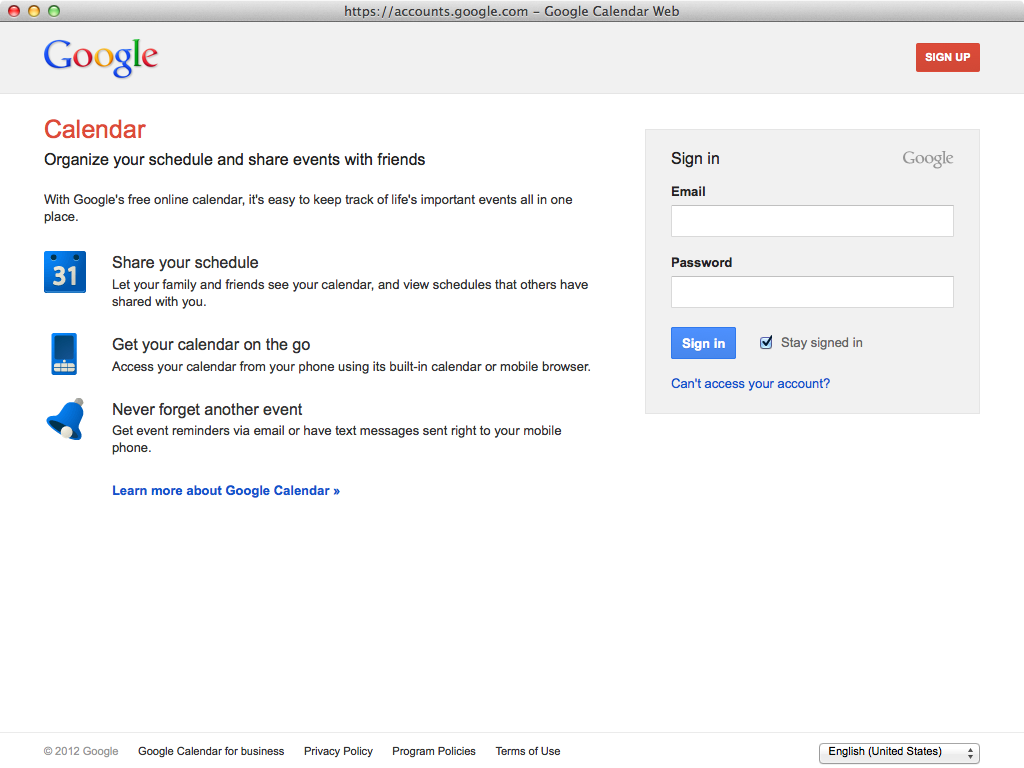 https://accounts.google.com – Google Calendar Web
Google
SIGN UP
Calendar
Organize your schedule and share events with friends
With Google's free online calendar, it's easy to keep track of life's important events all in one
place.
31
Share your schedule
Let your family and friends see your calendar, and view schedules that others have
shared with you.
Get your calendar on the go
Access your calendar from your phone using its built-in calendar or mobile browser.
Never forget another event
Get event reminders via email or have text messages sent right to your mobile
phone.
Learn more about Google Calendar »
Sign in
Google
Email
Password
Sign in
Stay signed in
Can't access your account?
© 2012 Google
Google Calendar for business
Privacy Policy
Program Policies
Terms of Use
English (United States)